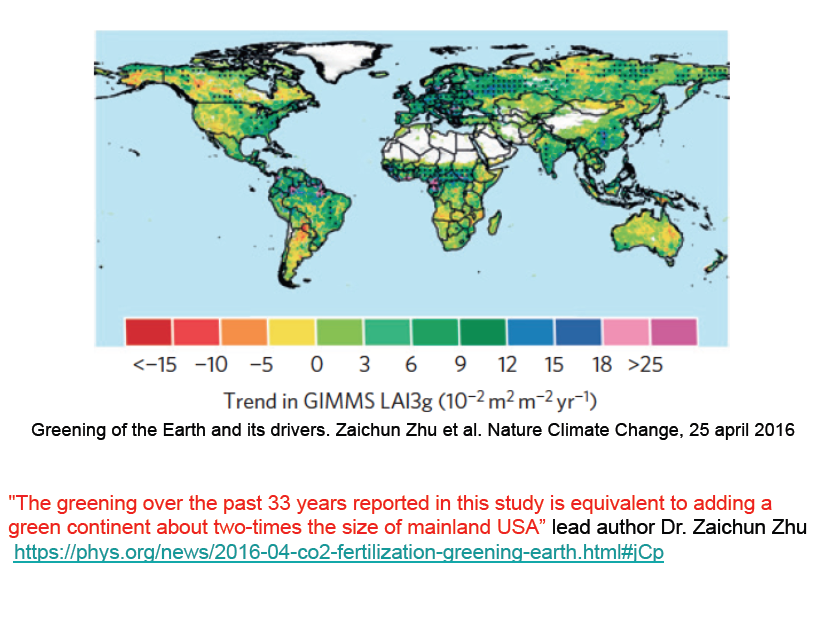 <-15 -10 -5 0 3 6 9 12 15 18 >25
Trend in GIMMS LAI3g (10⁻² m² m⁻² yr⁻¹)
Greening of the Earth and its drivers. Zaichun Zhu et al. Nature Climate Change, 25 april 2016
"The greening over the past 33 years reported in this study is equivalent to adding a
green continent about two-times the size of mainland USA” lead author Dr. Zaichun Zhu
https://phys.org/news/2016-04-co2-fertilization-greening-earth.html#jCp